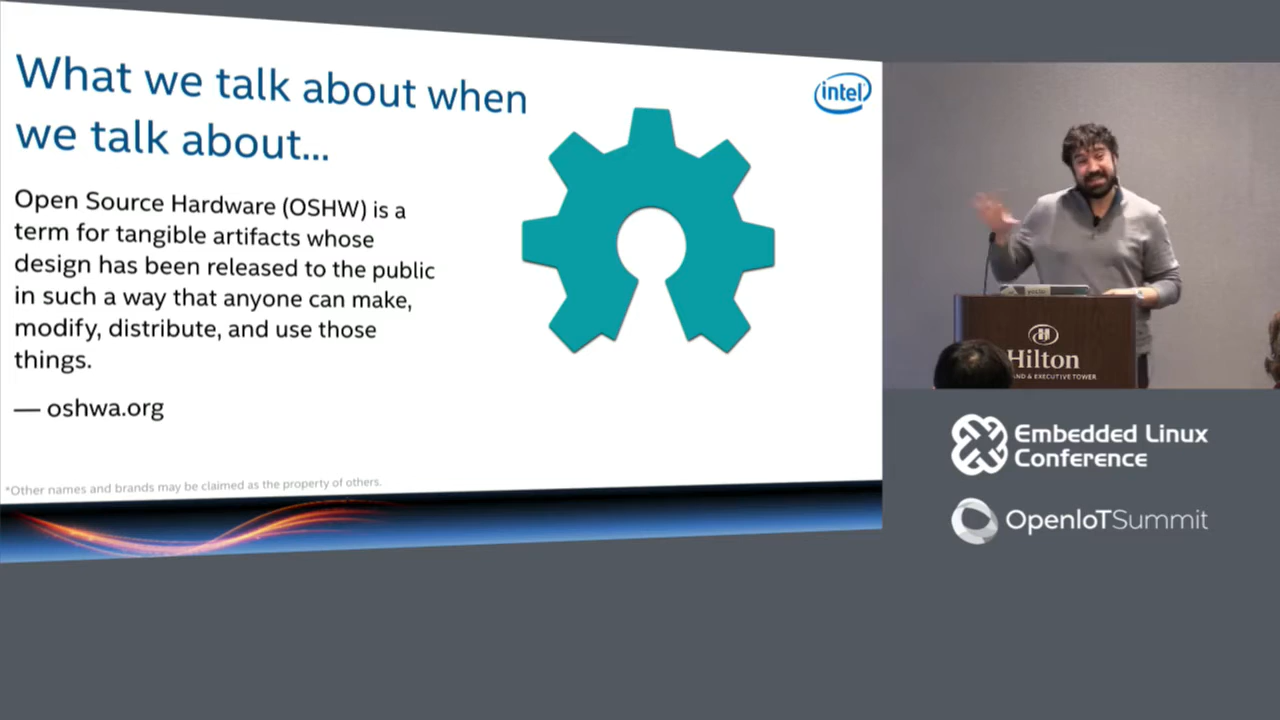 What we talk about when
we talk about...
intel
Open Source Hardware (OSHW) is a
term for tangible artifacts whose
design has been released to the public
in such a way that anyone can make,
modify, distribute, and use those
things.
— oshwa.org
*Other names and brands may be claimed as the property of others.
Hilton
& EXECUTIVE TOWER
Embedded Linux
Conference
OpenIoTSummit